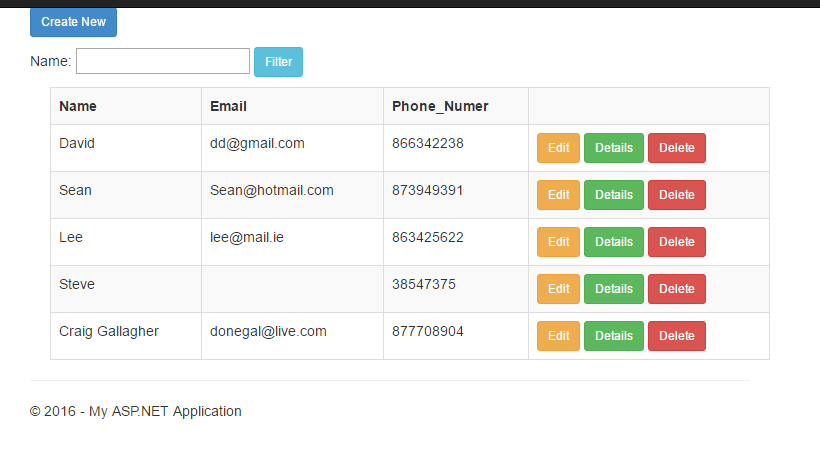 Create New
Name: Filter
Name Email Phone_Numer
David dd@gmail.com 866342238 Edit Details Delete
Sean Sean@hotmail.com 873949391 Edit Details Delete
Lee lee@mail.ie 863425622 Edit Details Delete
Steve 38547375 Edit Details Delete
Craig Gallagher donegal@live.com 877708904 Edit Details Delete
© 2016 - My ASP.NET Application